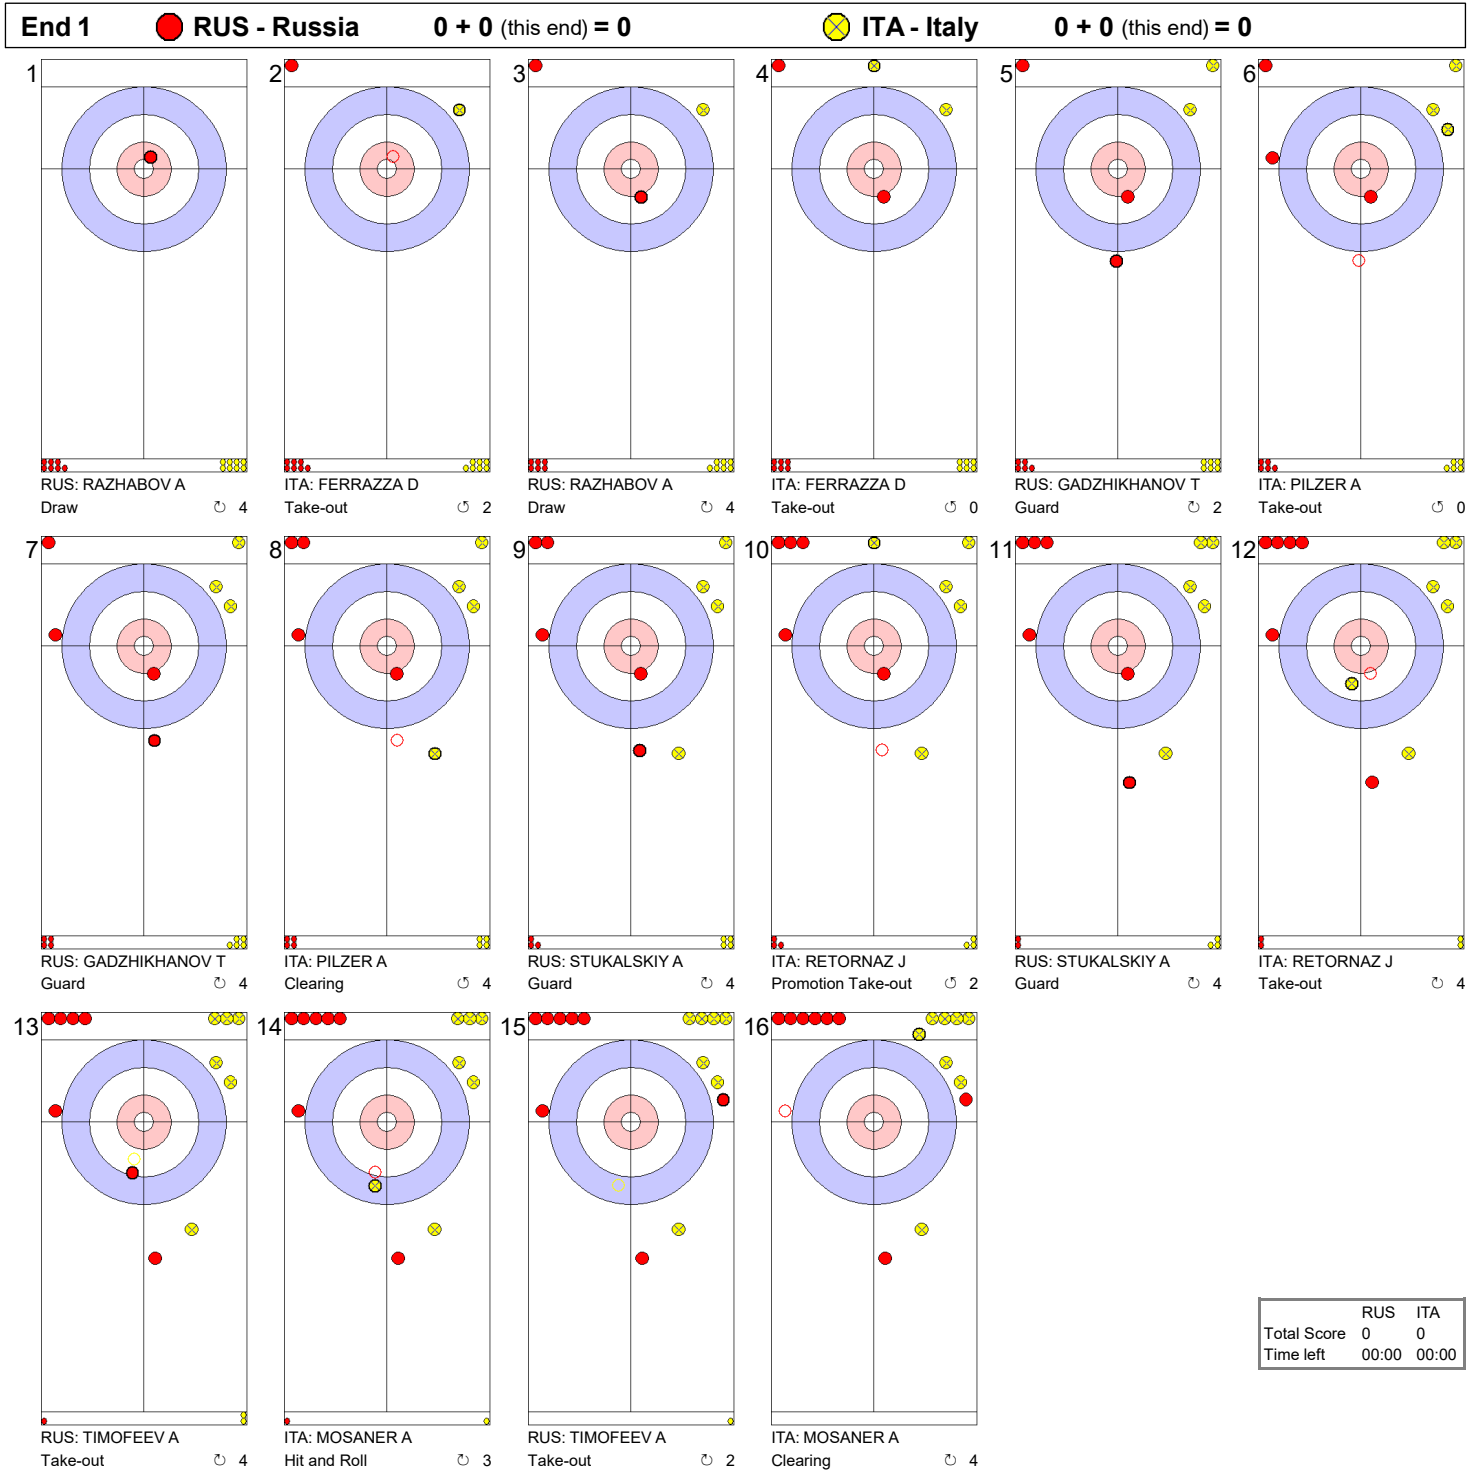 End 1 RUS - Russia 0 + 0 (this end) = 0 ITA - Italy 0 + 0 (this end) = 0
1 2 3 4 5 6
RUS: RAZHABOV A ITA: FERRAZZA D RUS: RAZHABOV A ITA: FERRAZZA D RUS: GADZHIKHANOV T ITA: PILZER A
Draw ↻ 4 Take-out ↺ 2 Draw ↻ 4 Take-out ↺ 0 Guard ↻ 2 Take-out ↺ 0
7 8 9 10 11 12
RUS: GADZHIKHANOV T ITA: PILZER A RUS: STUKALSKIY A ITA: RETORNAZ J RUS: STUKALSKIY A ITA: RETORNAZ J
Guard ↺ 4 Clearing ↺ 4 Guard ↻ 4 Promotion Take-out ↺ 2 Guard ↻ 4 Take-out ↻ 4
13 14 15 16
RUS ITA
Total Score 0 0
Time left 00:00 00:00
RUS: TIMOFEEV A ITA: MOSANER A RUS: TIMOFEEV A ITA: MOSANER A
Take-out ↻ 4 Hit and Roll ↻ 3 Take-out ↻ 2 Clearing ↻ 4